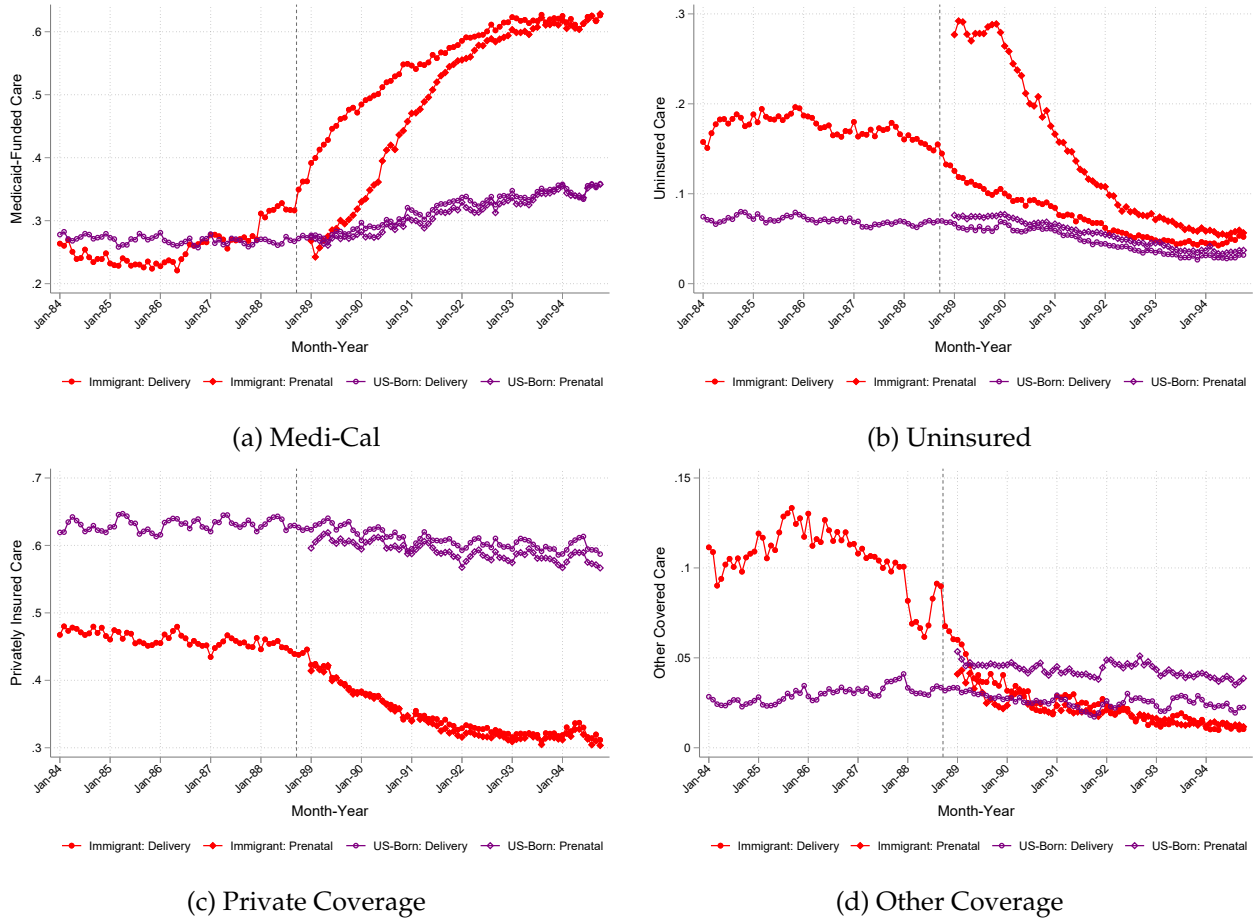 Medicaid-Funded Care
.6
.5
.4
.3
.2
Jan-84 Jan-85 Jan-86 Jan-87 Jan-88 Jan-89 Jan-90 Jan-91 Jan-92 Jan-93 Jan-94
Month-Year
Immigrant: Delivery Immigrant: Prenatal US-Born: Delivery US-Born: Prenatal
(a) Medi-Cal
Uninsured Care
.3
.2
.1
0
Jan-84 Jan-85 Jan-86 Jan-87 Jan-88 Jan-89 Jan-90 Jan-91 Jan-92 Jan-93 Jan-94
Month-Year
Immigrant: Delivery Immigrant: Prenatal US-Born: Delivery US-Born: Prenatal
(b) Uninsured
Privately Insured Care
.7
.6
.5
.4
.3
Jan-84 Jan-85 Jan-86 Jan-87 Jan-88 Jan-89 Jan-90 Jan-91 Jan-92 Jan-93 Jan-94
Month-Year
Immigrant: Delivery Immigrant: Prenatal US-Born: Delivery US-Born: Prenatal
(c) Private Coverage
Other Covered Care
.15
.1
.05
0
Jan-84 Jan-85 Jan-86 Jan-87 Jan-88 Jan-89 Jan-90 Jan-91 Jan-92 Jan-93 Jan-94
Month-Year
Immigrant: Delivery Immigrant: Prenatal US-Born: Delivery US-Born: Prenatal
(d) Other Coverage